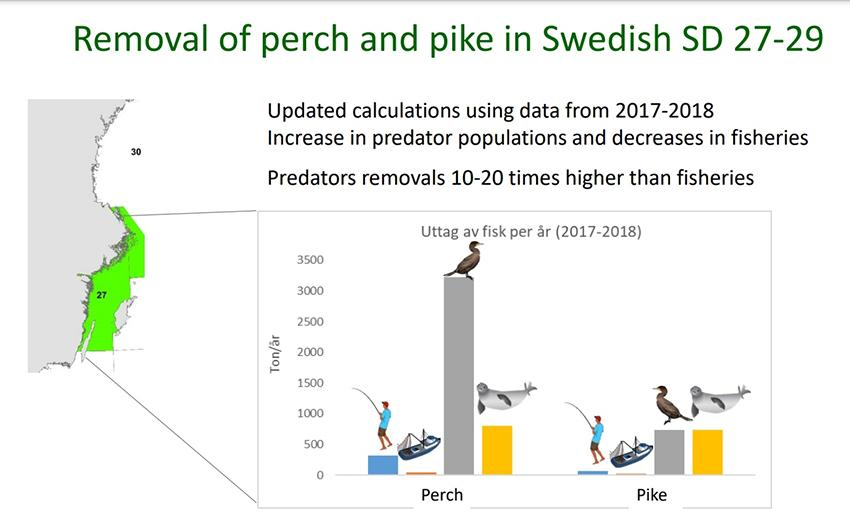 Removal of perch and pike in Swedish SD 27-29
Updated calculations using data from 2017-2018
Increase in predator populations and decreases in fisheries
Predators removals 10-20 times higher than fisheries
30
27
Uttag av fisk per år (2017-2018)
Ton/år
3500
3000
2500
2000
1500
1000
500
0
Perch
Pike